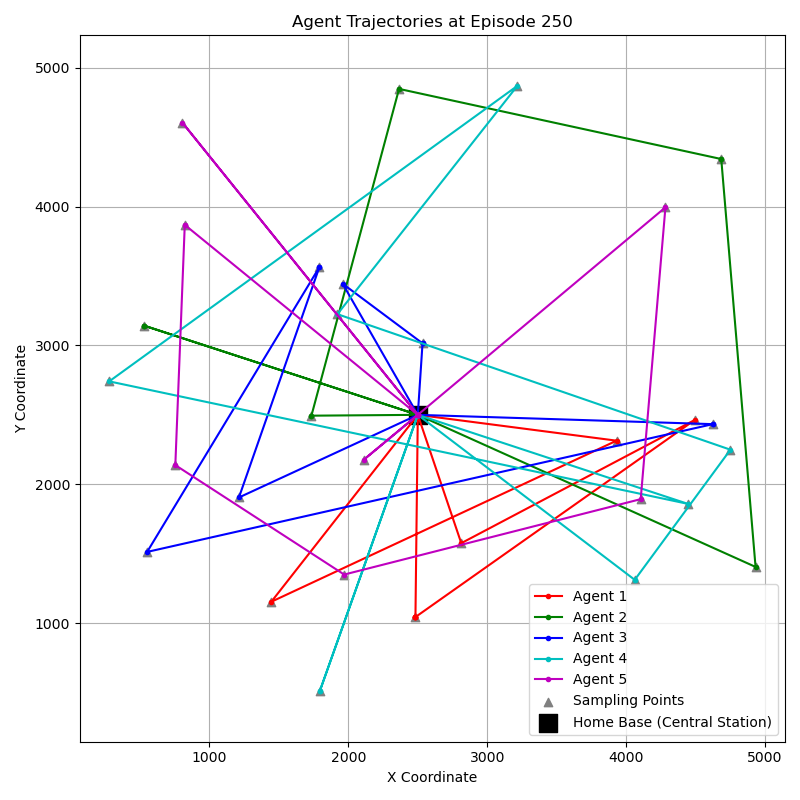 Agent Trajectories at Episode 250
Y Coordinate
5000
4000
3000
2000
1000
Agent 1
Agent 2
Agent 3
Agent 4
Agent 5
Sampling Points
Home Base (Central Station)
1000 2000 3000 4000 5000
X Coordinate